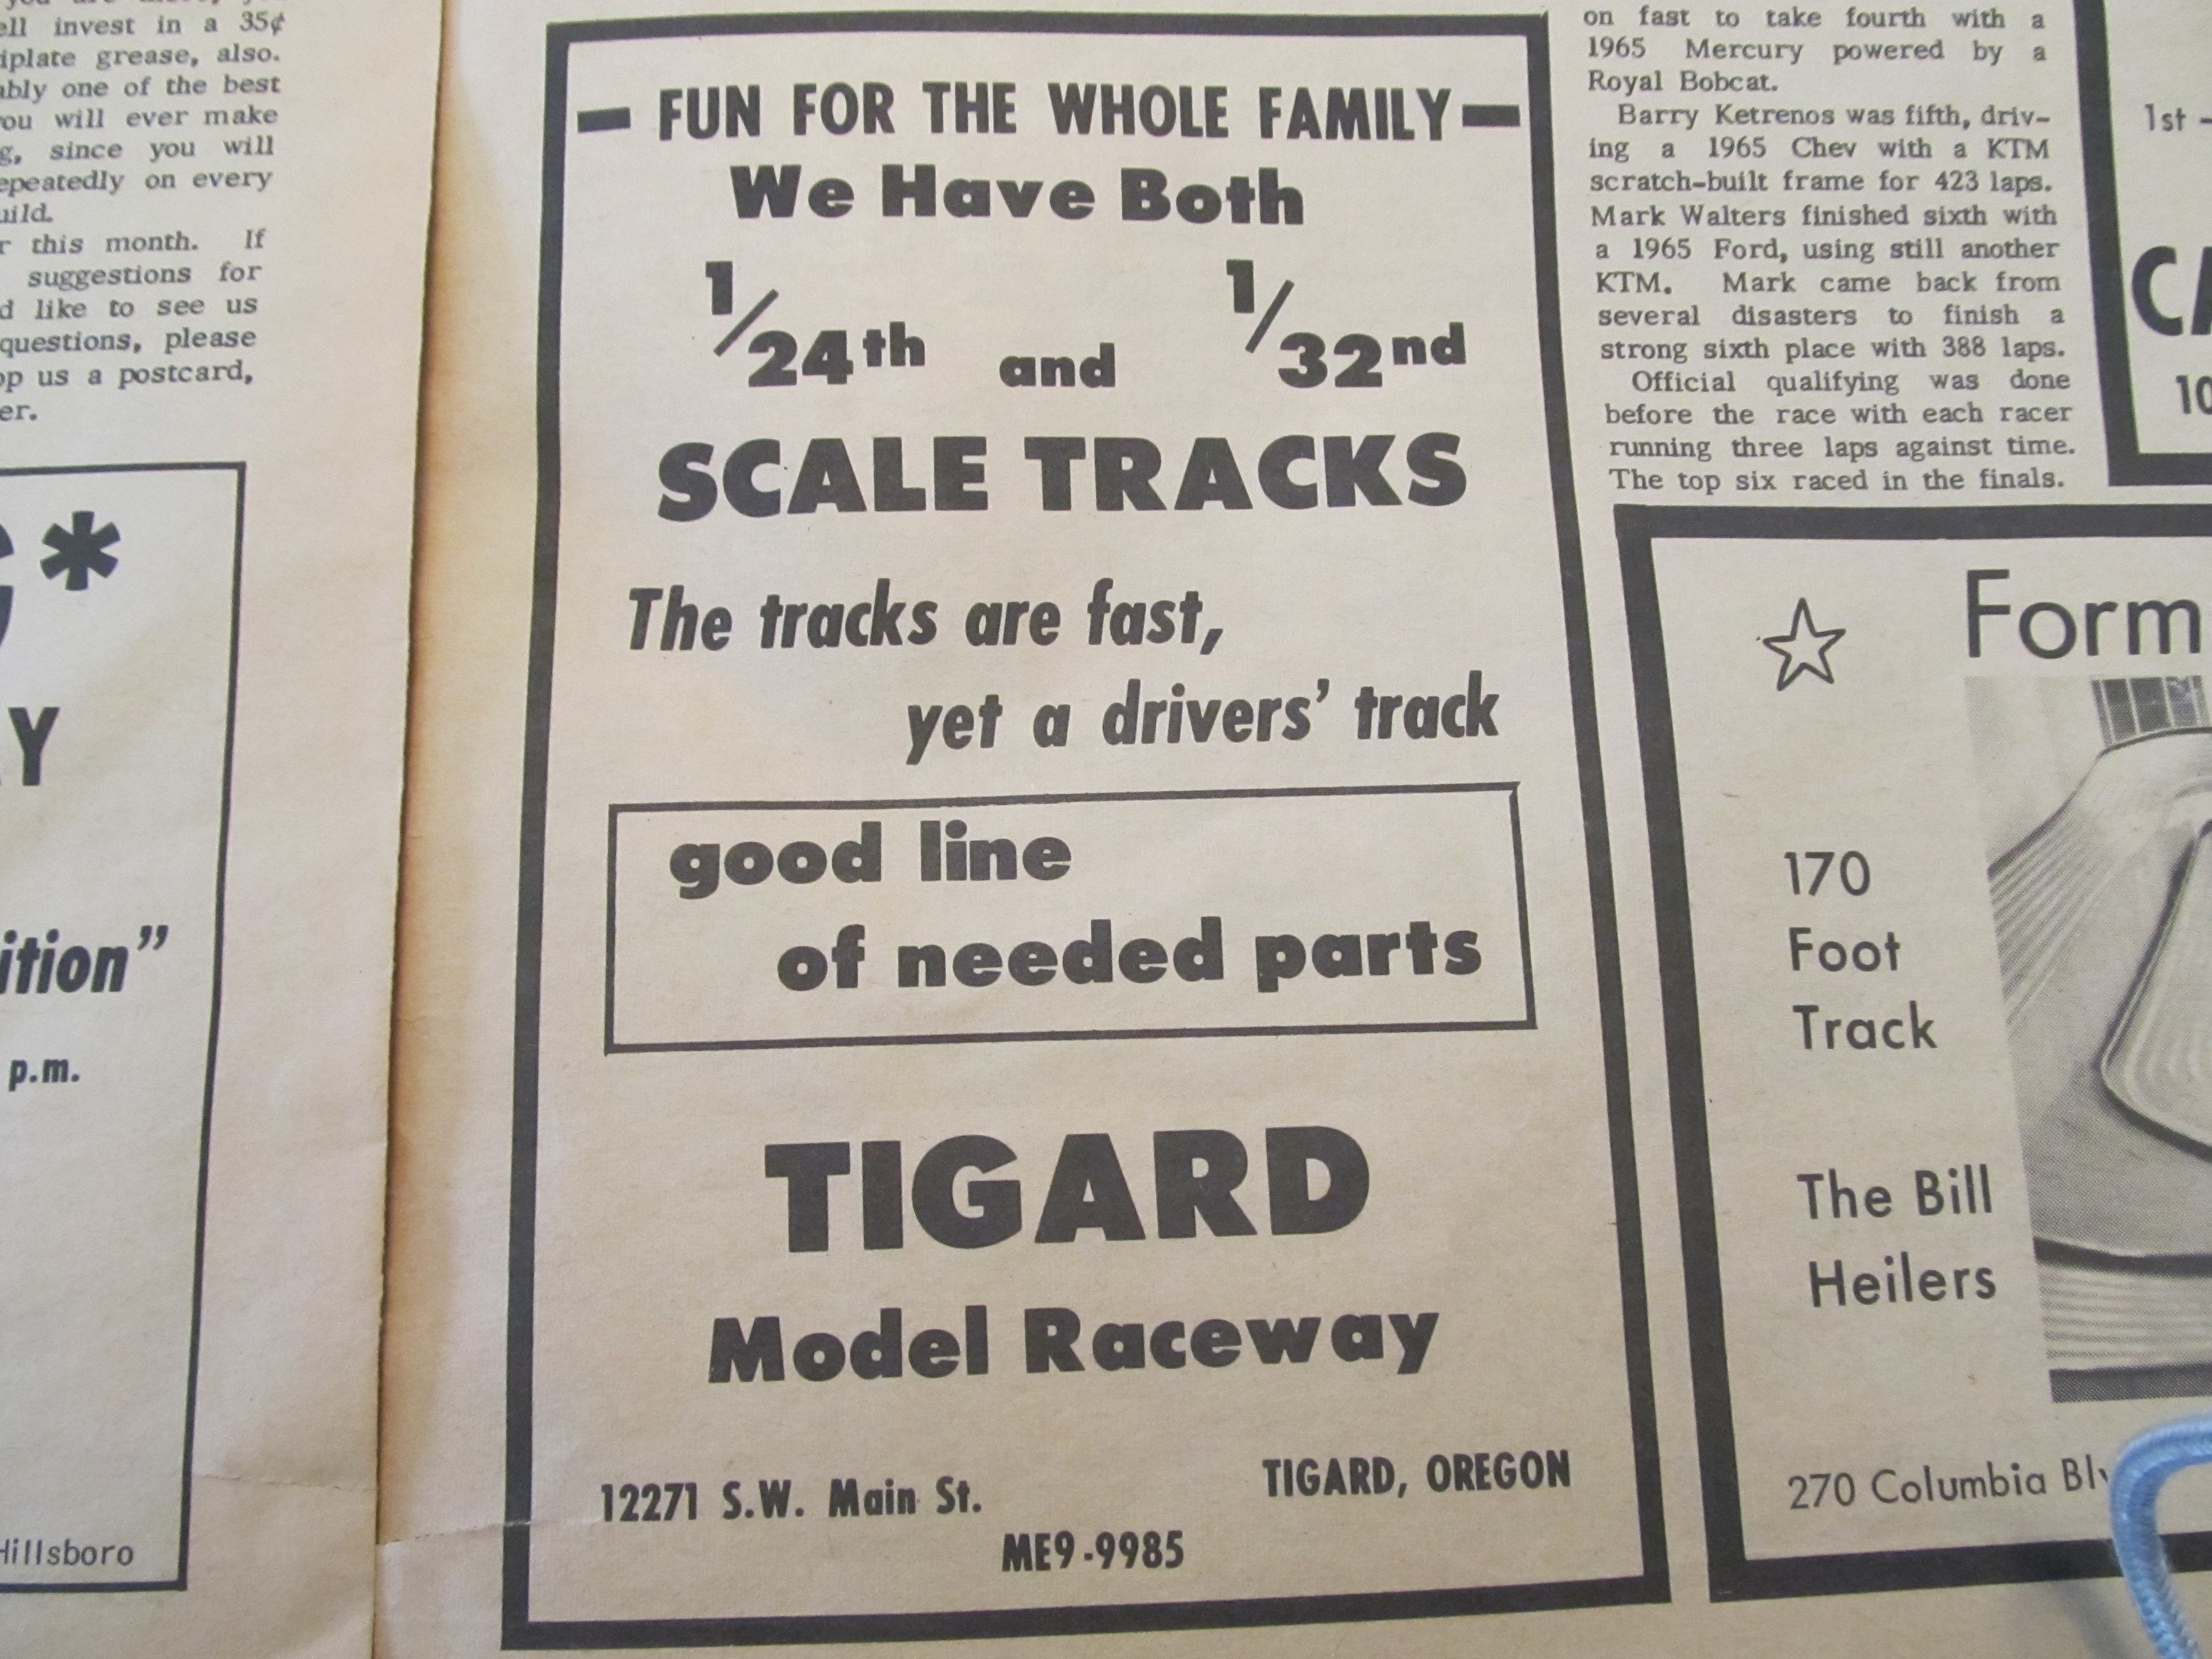 invest in a 35¢
grease, also.
one of the best
will ever make
since you will
on every
this month. If
suggestions for
like to see us
questions, please
us a postcard,
*
p.m.
Hillsboro
— FUN FOR THE WHOLE FAMILY —
We Have Both
1/24th and 1/32nd
SCALE TRACKS
The tracks are fast,
yet a drivers' track
good line
of needed parts
TIGARD
Model Raceway
12271 S.W. Main St.
TIGARD, OREGON
ME9-9985
on fast to take fourth with a
1965 Mercury powered by a
Royal Bobcat.
Barry Ketrenos was fifth, driv-
ing a 1965 Chev with a KTM
scratch-built frame for 423 laps.
Mark Walters finished sixth with
a 1965 Ford, using still another
KTM. Mark came back from
several disasters to finish a
strong sixth place with 388 laps.
Official qualifying was done
before the race with each racer
running three laps against time.
The top six raced in the finals.
1st -
☆ Form
170
Foot
Track
The Bill
Heilers
270 Columbia